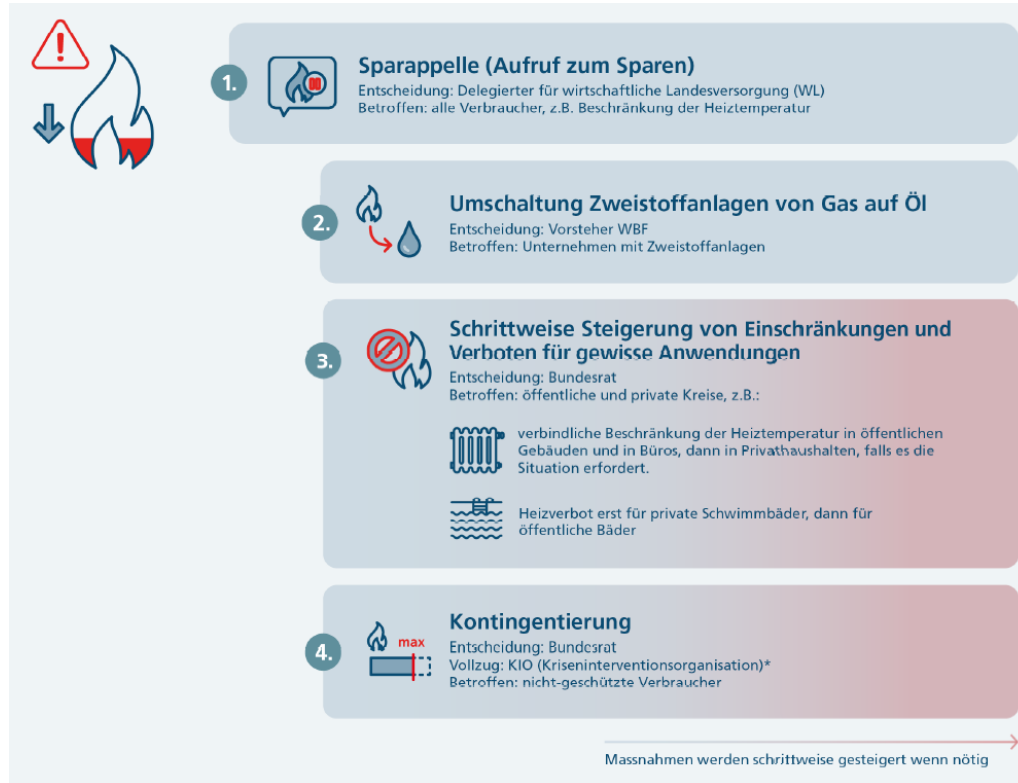 1.
Sparappelle (Aufruf zum Sparen)
Entscheidung: Delegierter für wirtschaftliche Landesversorgung (WL)
Betroffen: alle Verbraucher, z.B. Beschränkung der Heiztemperatur
2.
Umschaltung Zweistoffanlagen von Gas auf Öl
Entscheidung: Vorsteher WBF
Betroffen: Unternehmen mit Zweistoffanlagen
3.
Schrittweise Steigerung von Einschränkungen und
Verboten für gewisse Anwendungen
Entscheidung: Bundesrat
Betroffen: öffentliche und private Kreise, z.B.:
verbindliche Beschränkung der Heiztemperatur in öffentlichen
Gebäuden und in Büros, dann in Privathaushalten, falls es die
Situation erfordert.
Heizverbot erst für private Schwimmbäder, dann für
öffentliche Bäder
4.
max
Kontingentierung
Entscheidung: Bundesrat
Vollzug: KIO (Kriseninterventionsorganisation)*
Betroffen: nicht-geschützte Verbraucher
Massnahmen werden schrittweise gesteigert wenn nötig